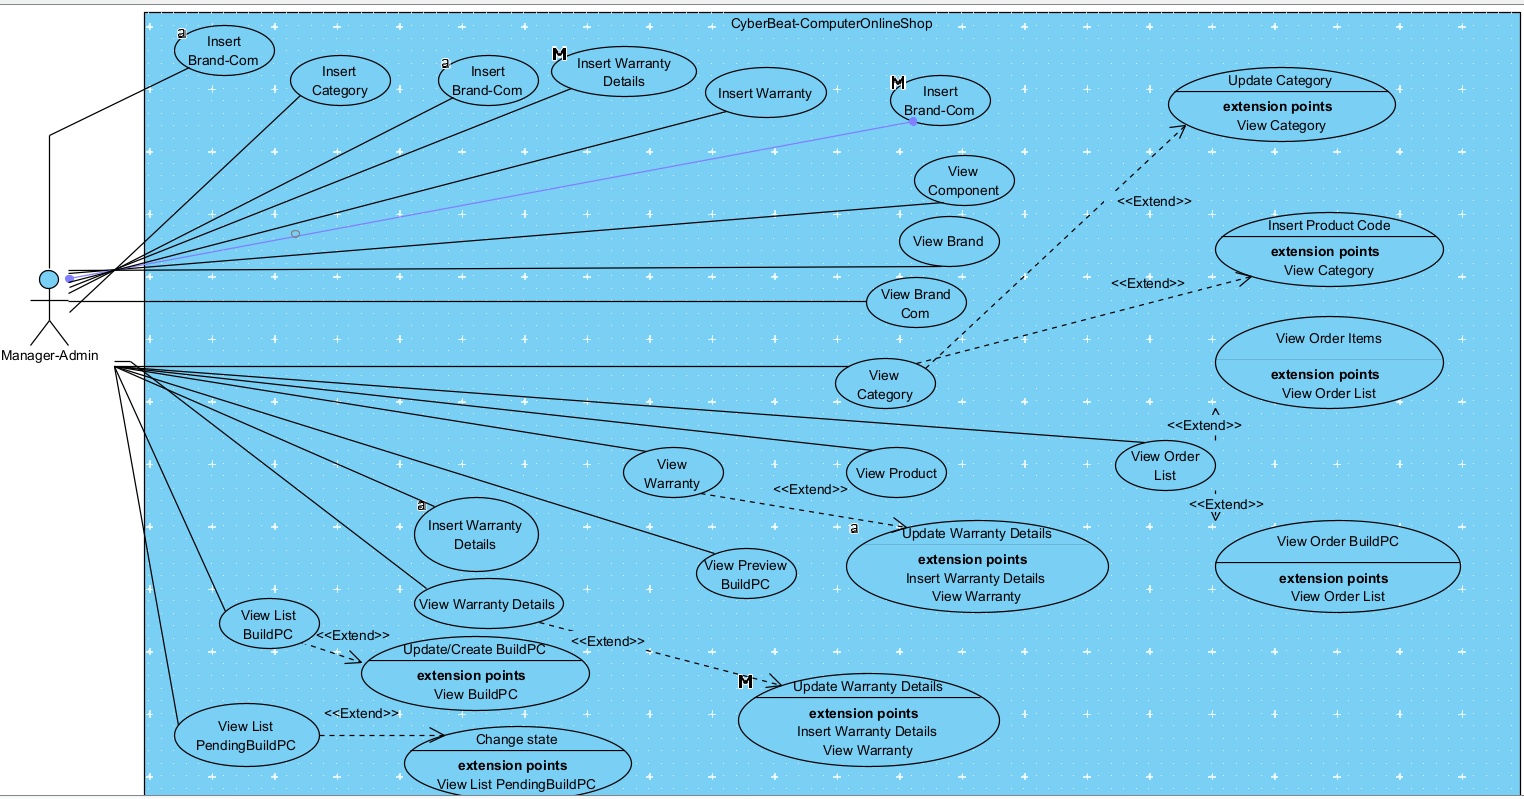 CyberBeat-ComputerOnlineShop
a
Insert
Brand-Com
Insert
Category
a
Insert
Brand-Com
M
Insert Warranty
Details
Insert Warranty
M
Insert
Brand-Com
Update Category
extension points
View Category
View
Component
<<Extend>>
View Brand
Insert Product Code
extension points
View Category
<<Extend>>
View Brand
Com
Manager-Admin
View
Category
View Order Items
extension points
View Order List
<<Extend>>
View
Warranty
View Product
View Order
List
<<Extend>>
<<Extend>>
a
Insert Warranty
Details
a
Update Warranty Details
extension points
Insert Warranty Details
View Warranty
View Order BuildPC
extension points
View Order List
View Preview
BuildPC
View Warranty Details
View List
BuildPC
<<Extend>>
<<Extend>>
Update/Create BuildPC
extension points
View BuildPC
M
Update Warranty Details
extension points
Insert Warranty Details
View Warranty
View List
PendingBuildPC
<<Extend>>
Change state
extension points
View List PendingBuildPC